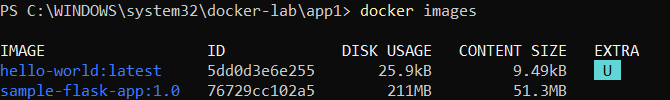 PS C:\WINDOWS\system32\docker-lab\app1> docker images
IMAGE ID DISK USAGE CONTENT SIZE EXTRA
hello-world:latest 5dd0d3e6e255 25.9kB 9.49kB U
sample-flask-app:1.0 76729cc102a5 211MB 51.3MB